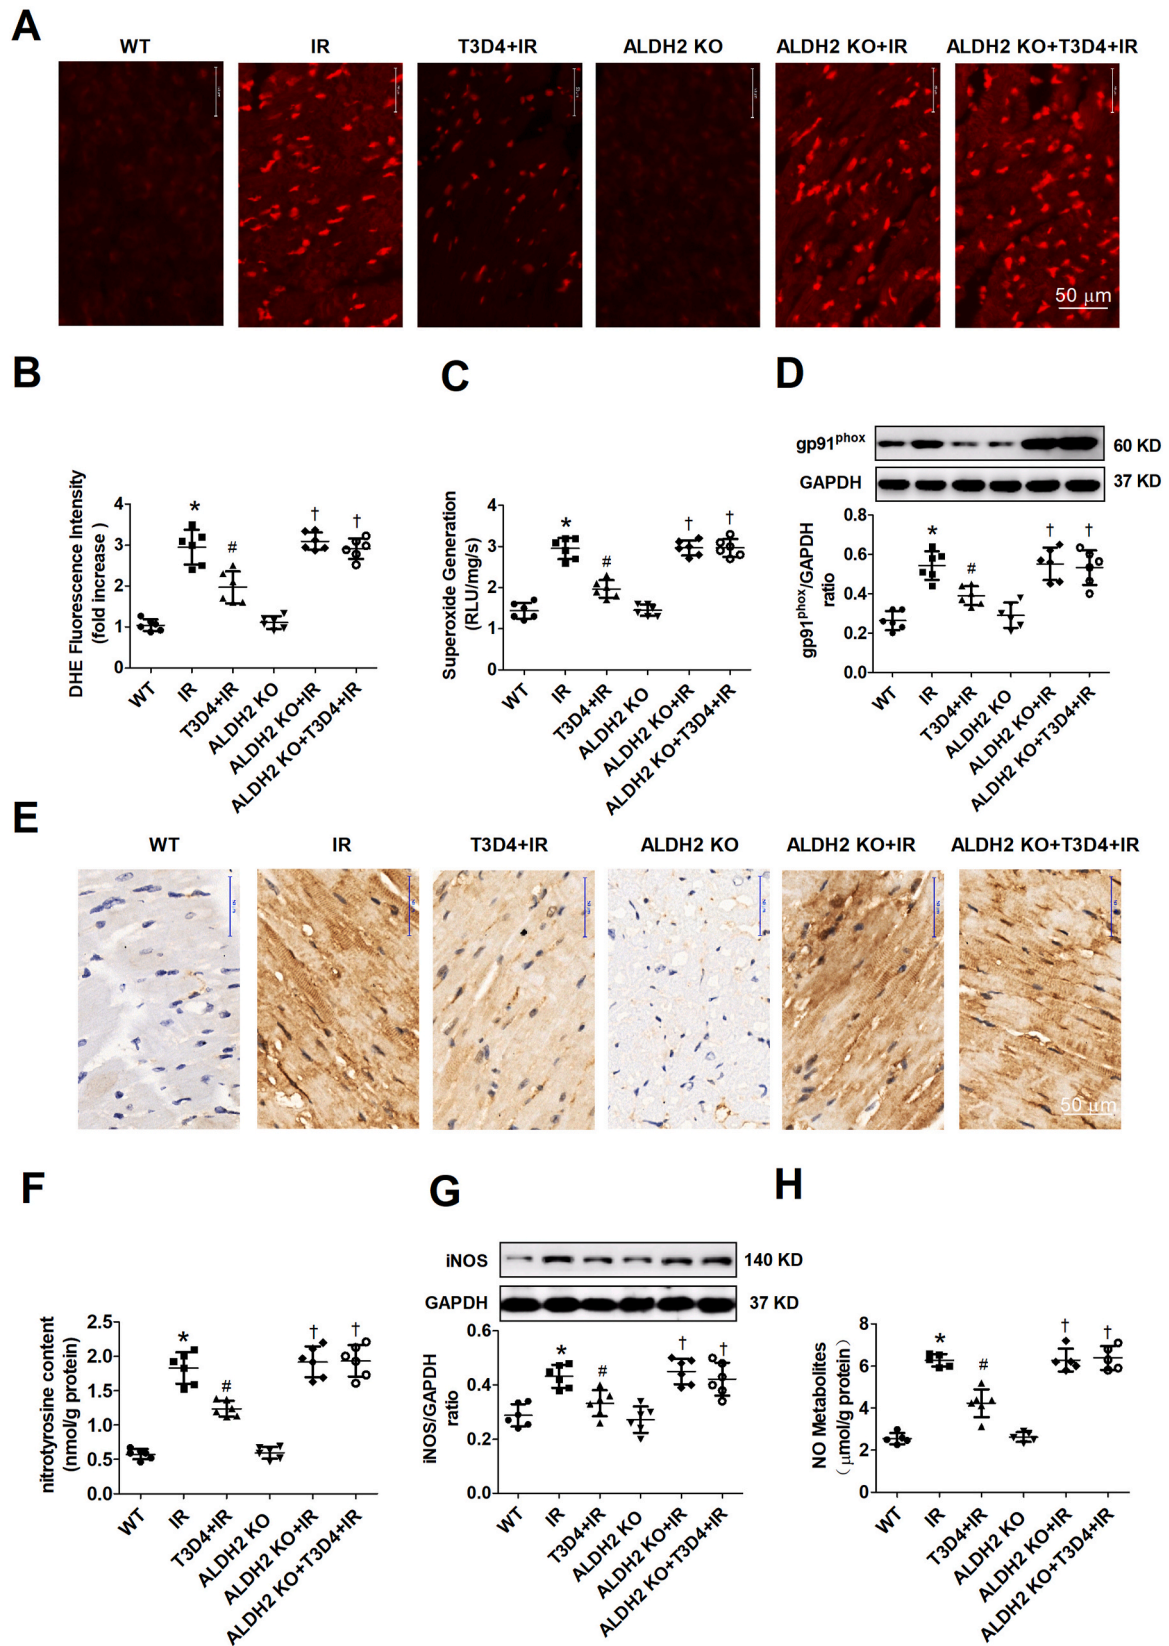 A
WT IR T3D4+IR ALDH2 KO ALDH2 KO+IR ALDH2 KO+T3D4+IR
50 μm
B
DHE Fluorescence Intensity
(fold increase )
4
3
2
1
0
* # † †
WT IR T3D4+IR ALDH2 KO ALDH2 KO+IR ALDH2 KO+T3D4+IR
C
Superoxide Generation
(RLU/mg/s)
4
3
2
1
0
* # † †
WT IR T3D4+IR ALDH2 KO ALDH2 KO+IR ALDH2 KO+T3D4+IR
D
gp91phox 60 KD
GAPDH 37 KD
gp91phox/GAPDH
ratio
0.8
0.6
0.4
0.2
0.0
* # † †
WT IR T3D4+IR ALDH2 KO ALDH2 KO+IR ALDH2 KO+T3D4+IR
E
WT IR T3D4+IR ALDH2 KO ALDH2 KO+IR ALDH2 KO+T3D4+IR
50 μm
F
nitrotyrosine content
(nmol/g protein)
2.5
2.0
1.5
1.0
0.5
0.0
* # † †
WT IR T3D4+IR ALDH2 KO ALDH2 KO+IR ALDH2 KO+T3D4+IR
G
iNOS 140 KD
GAPDH 37 KD
iNOS/GAPDH
ratio
0.6
0.4
0.2
0.0
* # † †
WT IR T3D4+IR ALDH2 KO ALDH2 KO+IR ALDH2 KO+T3D4+IR
H
NO Metabolites
（μmol/g protein）
8
6
4
2
0
* # † †
WT IR T3D4+IR ALDH2 KO ALDH2 KO+IR ALDH2 KO+T3D4+IR